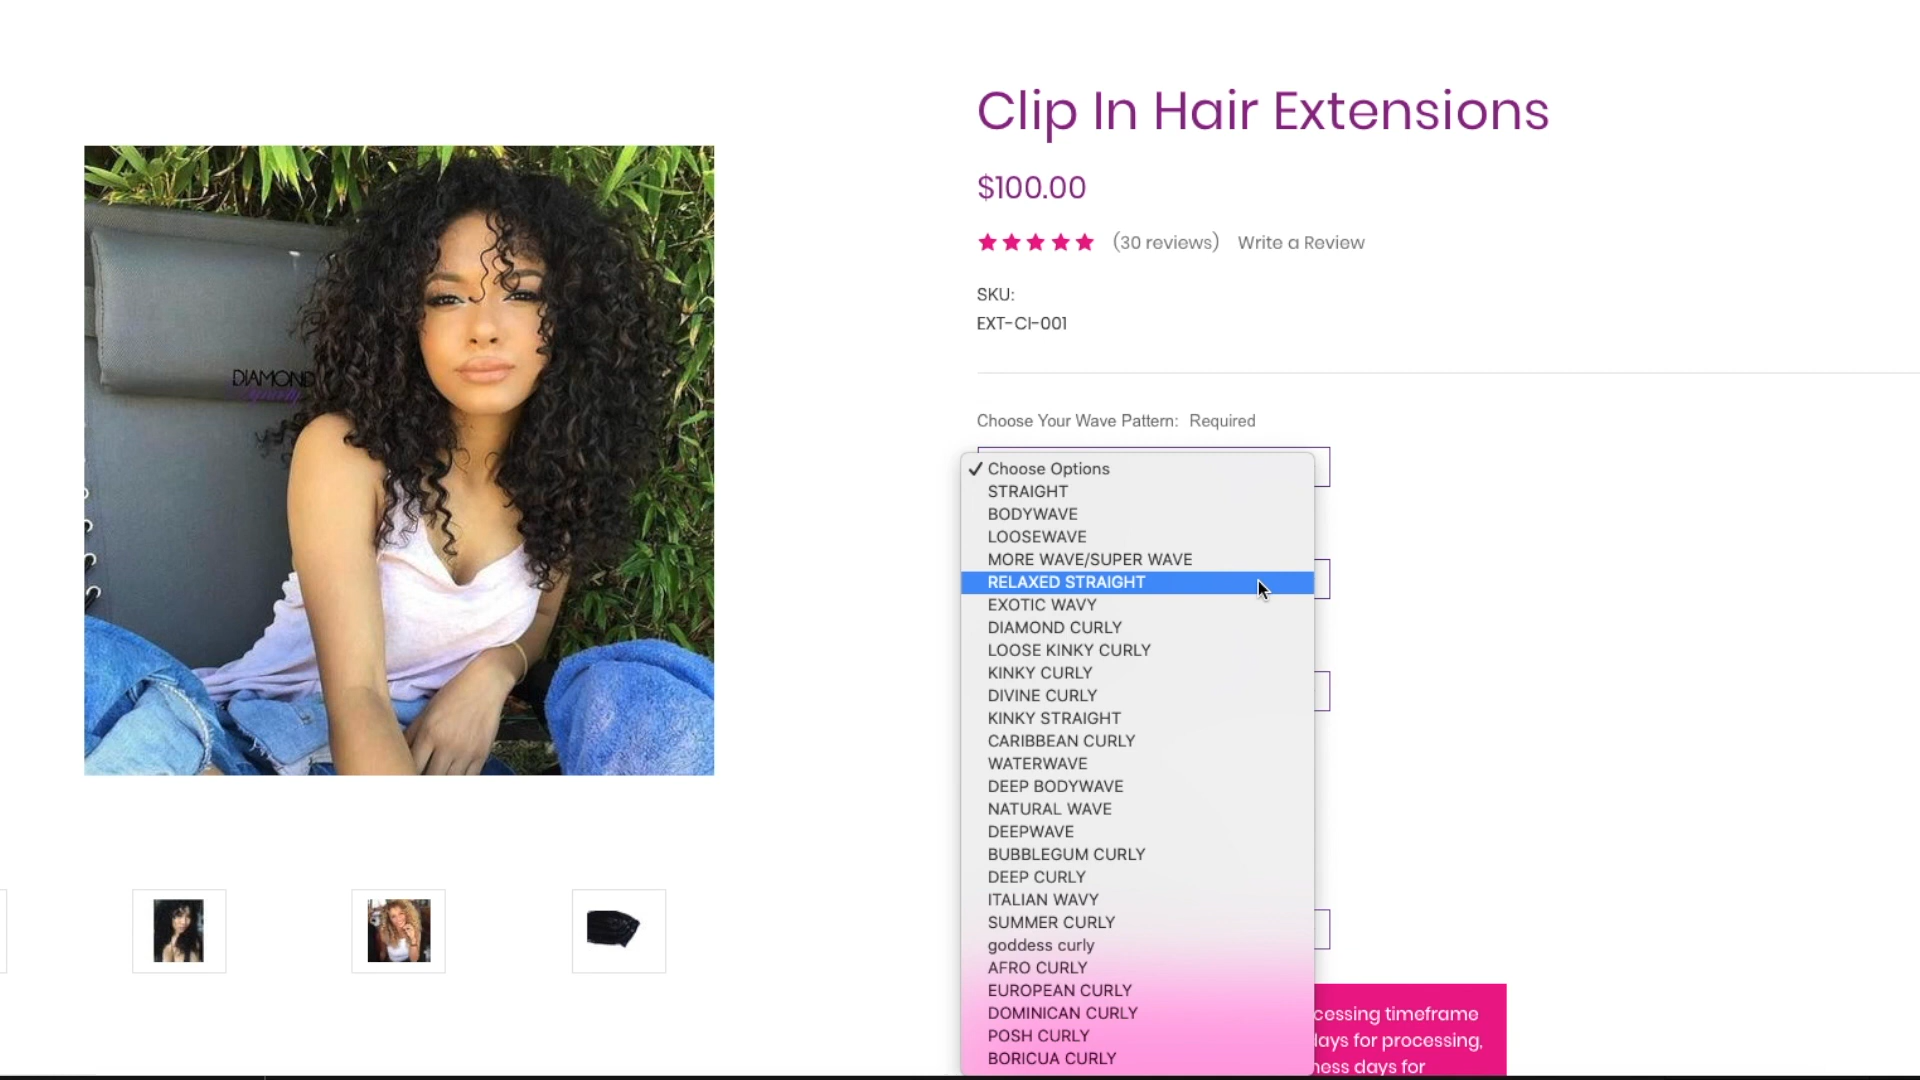 Clip In Hair Extensions
$100.00
(30 reviews) Write a Review
SKU:
EXT-CI-001
DIAMOND
Choose Your Wave Pattern: Required
Choose Options
STRAIGHT
BODYWAVE
LOOSEWAVE
MORE WAVE/SUPER WAVE
RELAXED STRAIGHT
EXOTIC WAVY
DIAMOND CURLY
LOOSE KINKY CURLY
KINKY CURLY
DIVINE CURLY
KINKY STRAIGHT
CARIBBEAN CURLY
WATERWAVE
DEEP BODYWAVE
NATURAL WAVE
DEEPWAVE
BUBBLEGUM CURLY
DEEP CURLY
ITALIAN WAVY
SUMMER CURLY
goddess curly
AFRO CURLY
EUROPEAN CURLY
DOMINICAN CURLY
POSH CURLY
BORICUA CURLY
cessing timeframe
days for processing,
ness days for